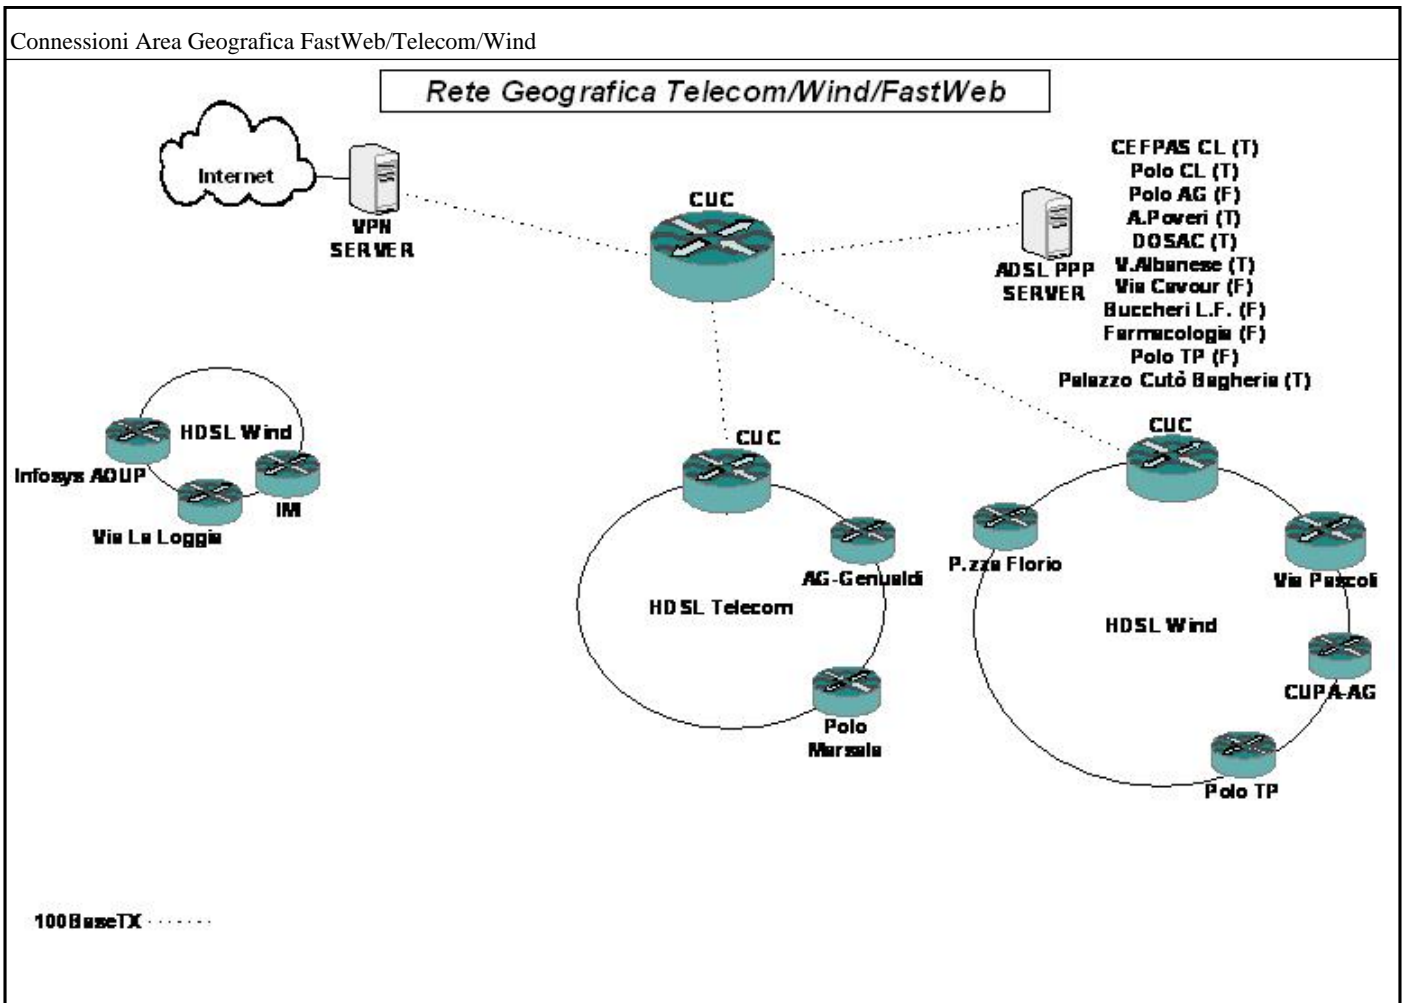 Connessioni Area Geografica FastWeb/Telecom/Wind
Rete Geografica Telecom/Wind/FastWeb
Internet
VPN
SERVER
CUC
ADSL PPP
SERVER
CEFPAS CL (T)
Polo CL (T)
Polo AG (F)
A.Poveri (T)
DOSAC (T)
V.Albanese (T)
Via Cavour (F)
Buccheri L.F. (F)
Farmacologia (F)
Polo TP (F)
Palazzo Cutò Bagheria (T)
HDSL Wind
Infosys AOUP
IM
Via La Loggia
CUC
AG-Genualdi
HDSL Telecom
Polo
Marsala
CUC
P.zza Florio
Via Pascoli
HDSL Wind
CUPA-AG
Polo TP
100BaseTX